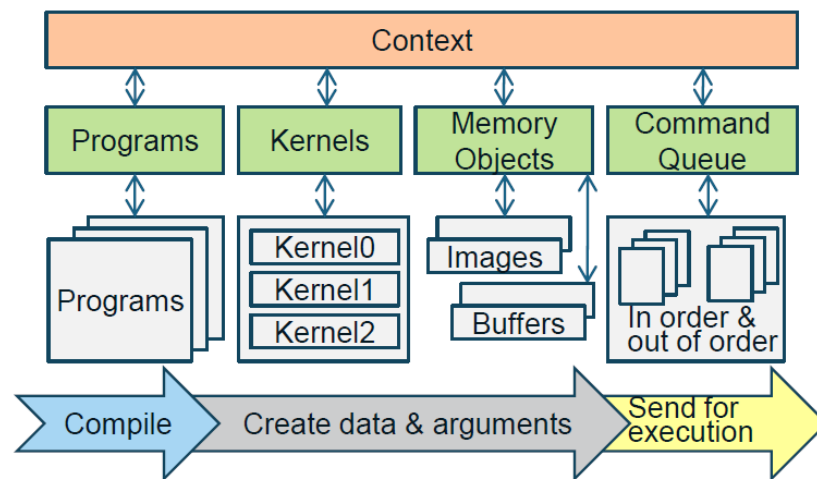 Context
Programs
Kernels
Memory
Objects
Command
Queue
Programs
Kernel0
Kernel1
Kernel2
Images
Buffers
In order &
out of order
Compile
Create data & arguments
Send for
execution